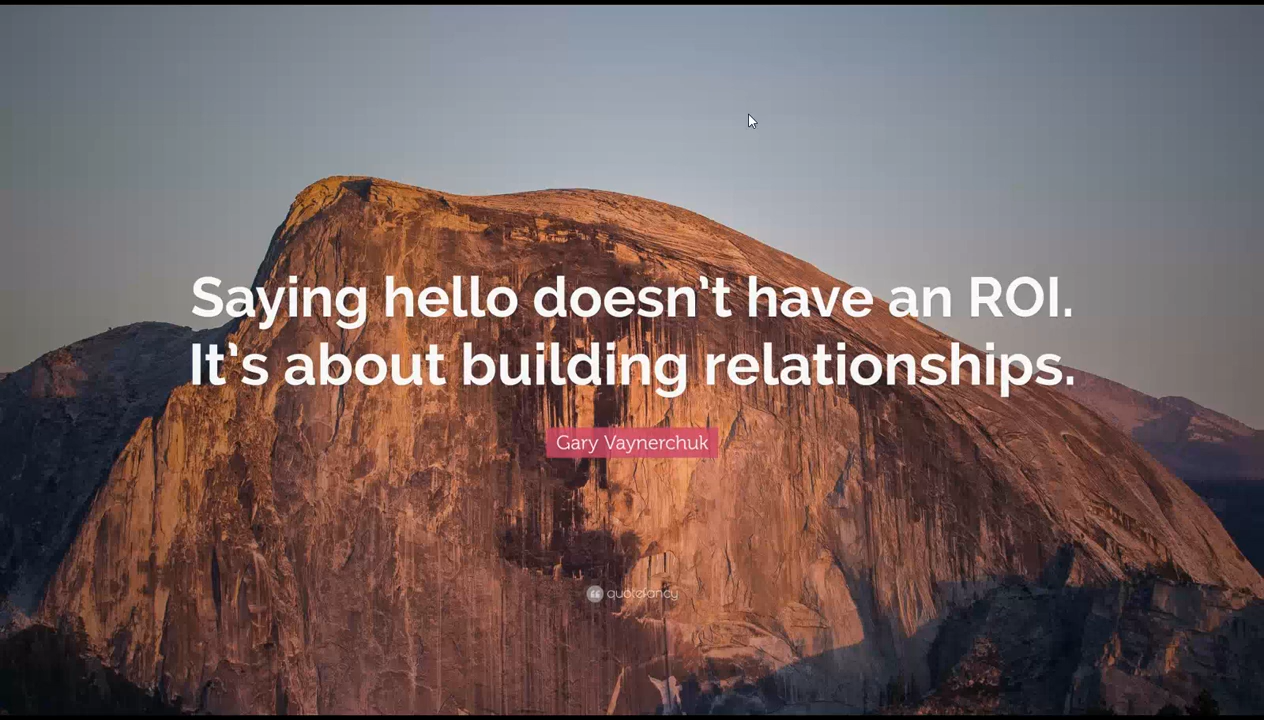 Saying hello doesn’t have an ROI.
It’s about building relationships.
Gary Vaynerchuk
quotefancy